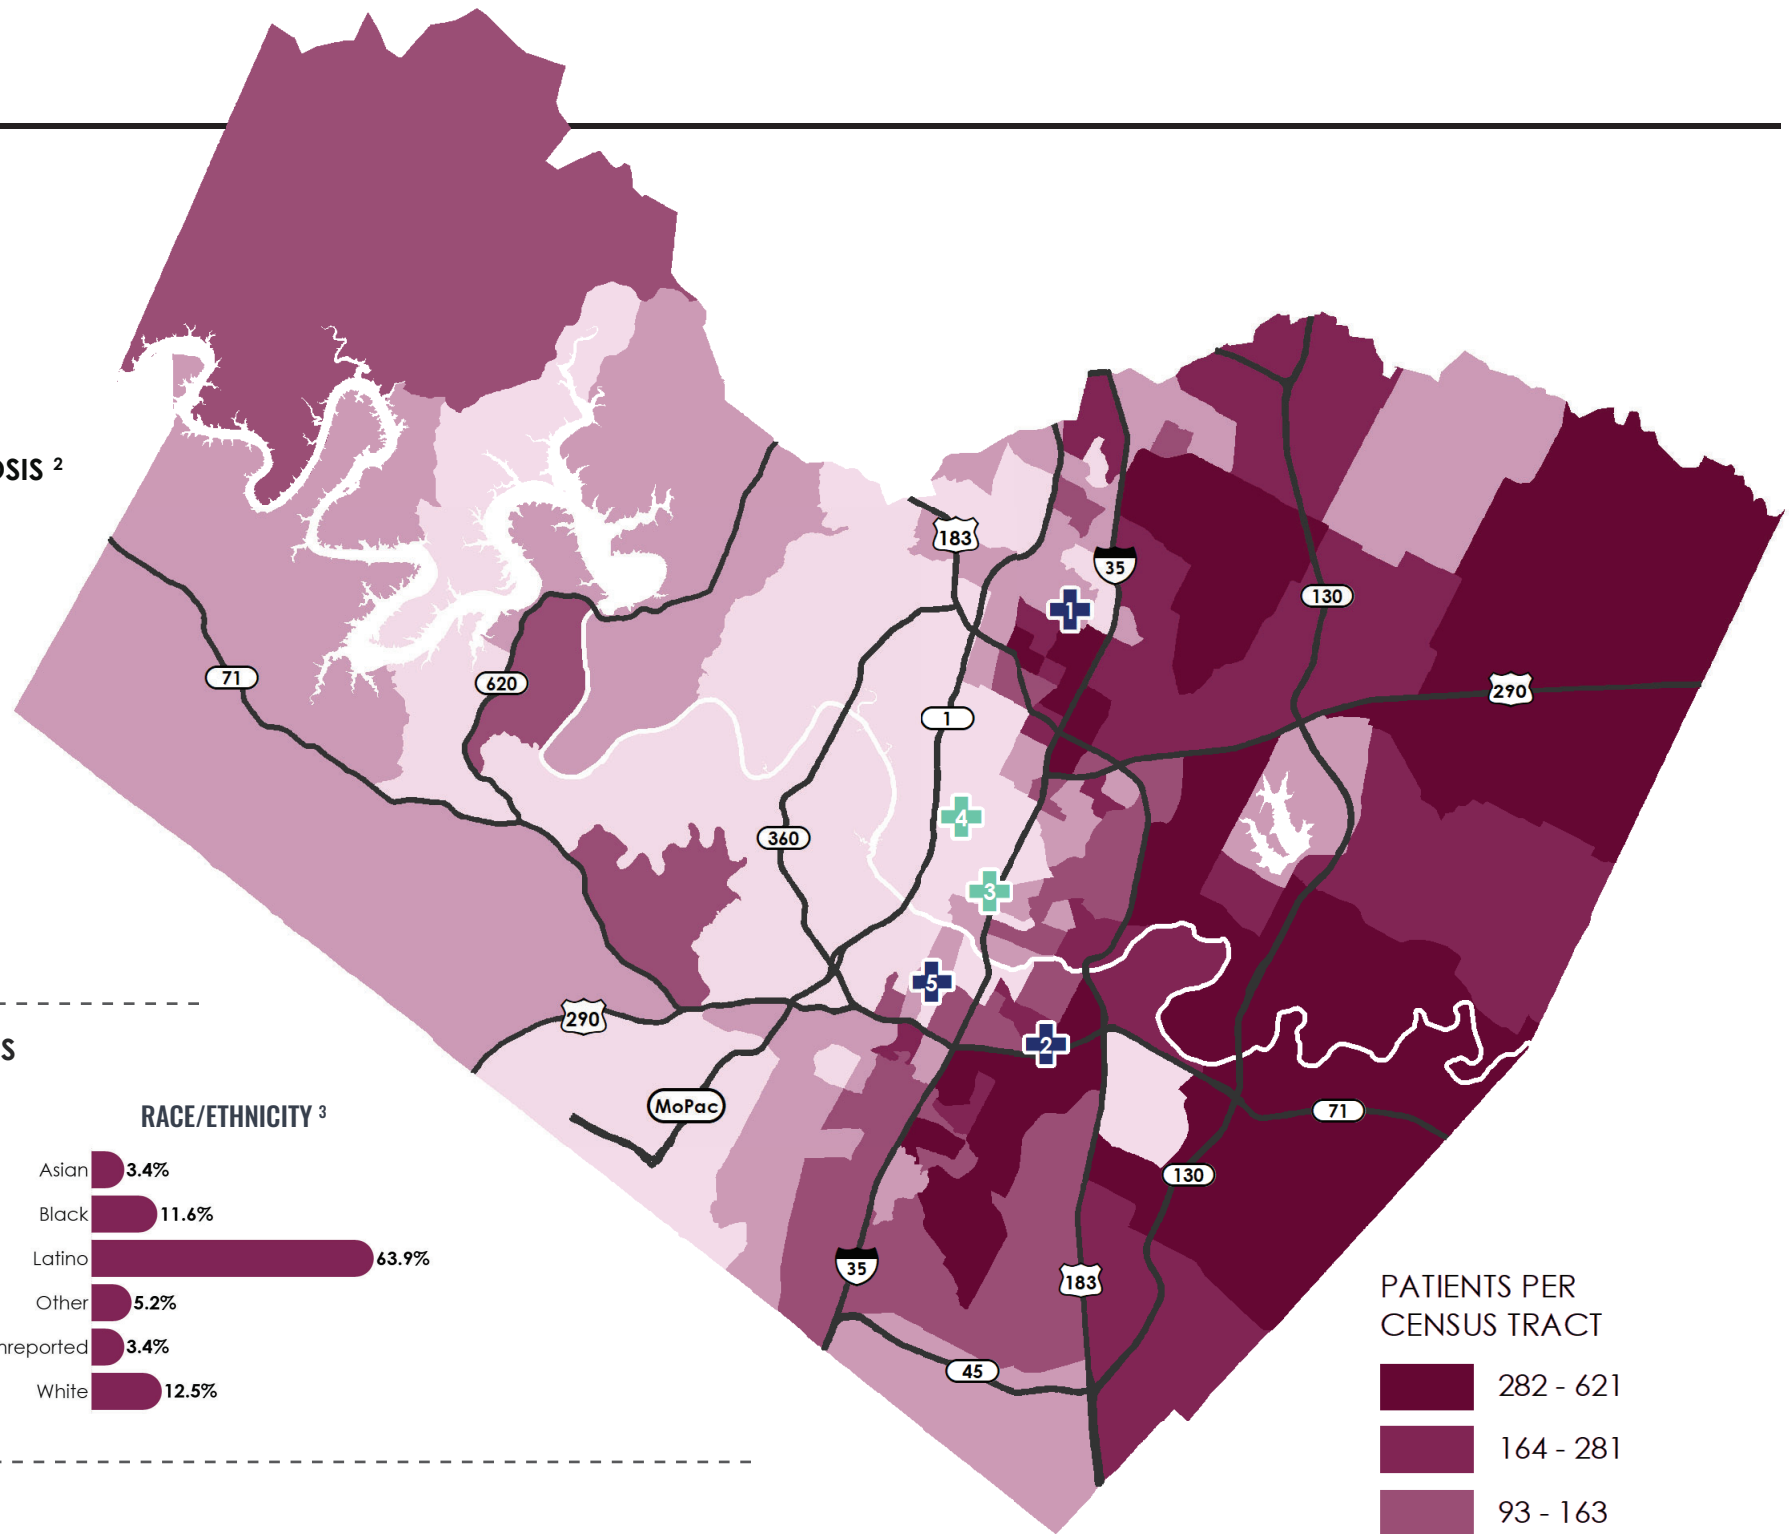 OSIS 2
183
35
1
130
71
620
290
1
4
360
3
5
290
2
S
MoPac
71
RACE/ETHNICITY 3
Asian 3.4%
130
Black 11.6%
Latino 63.9%
35
183
Other 5.2%
nreported 3.4%
45
White 12.5%
PATIENTS PER
CENSUS TRACT
282 - 621
164 - 281
93 - 163